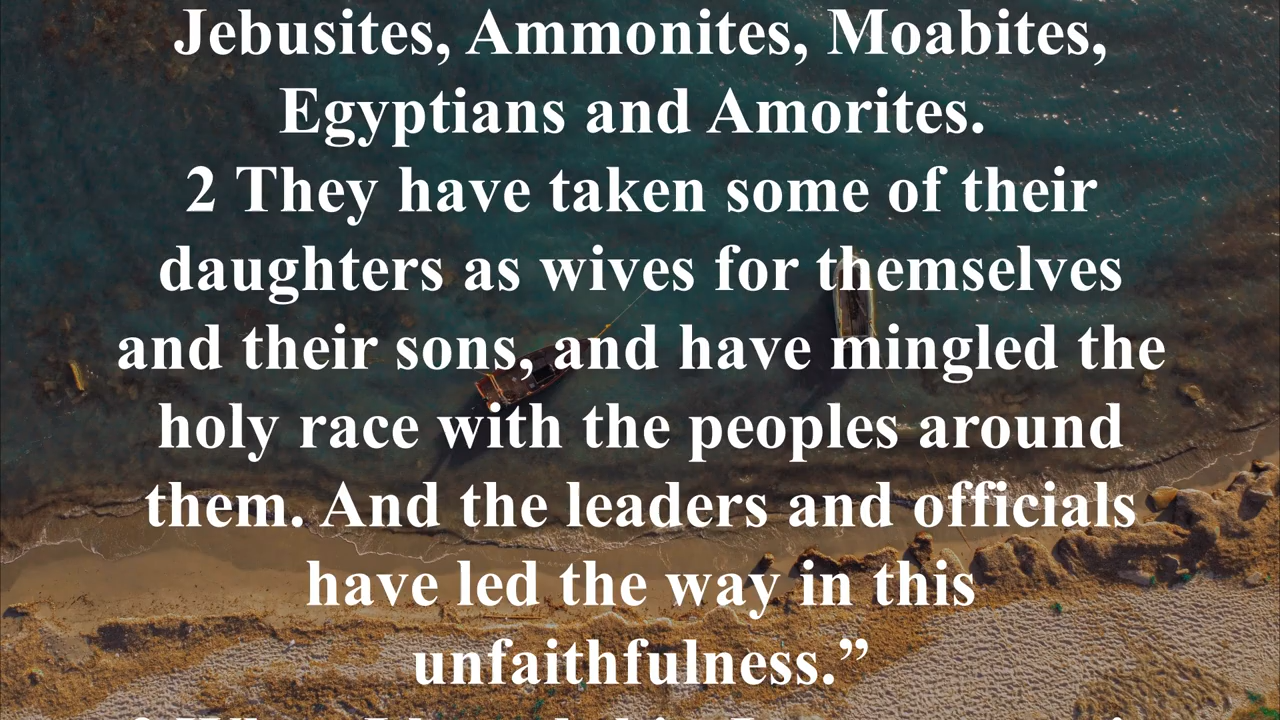 Jebusites, Ammonites, Moabites,
Egyptians and Amorites.
2 They have taken some of their
daughters as wives for themselves
and their sons, and have mingled the
holy race with the peoples around
them. And the leaders and officials
have led the way in this
unfaithfulness.”